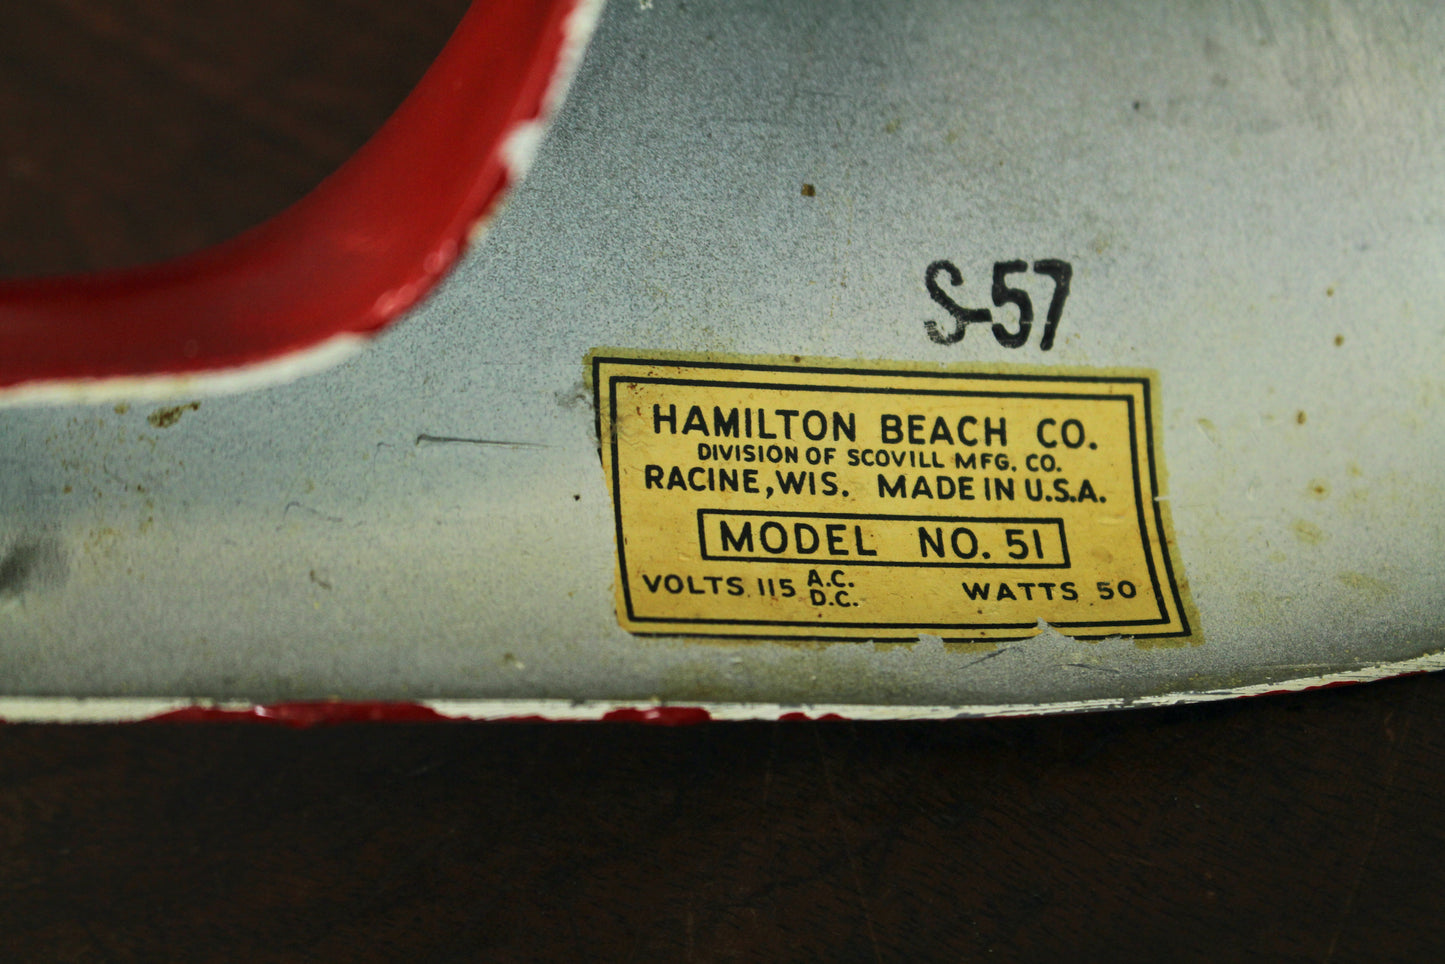 S-57
HAMILTON BEACH CO.
DIVISION OF SCOVILL MFG. CO.
RACINE, WIS. MADE IN U.S.A.
MODEL NO. 51
VOLTS 115 A.C. D.C. WATTS 50